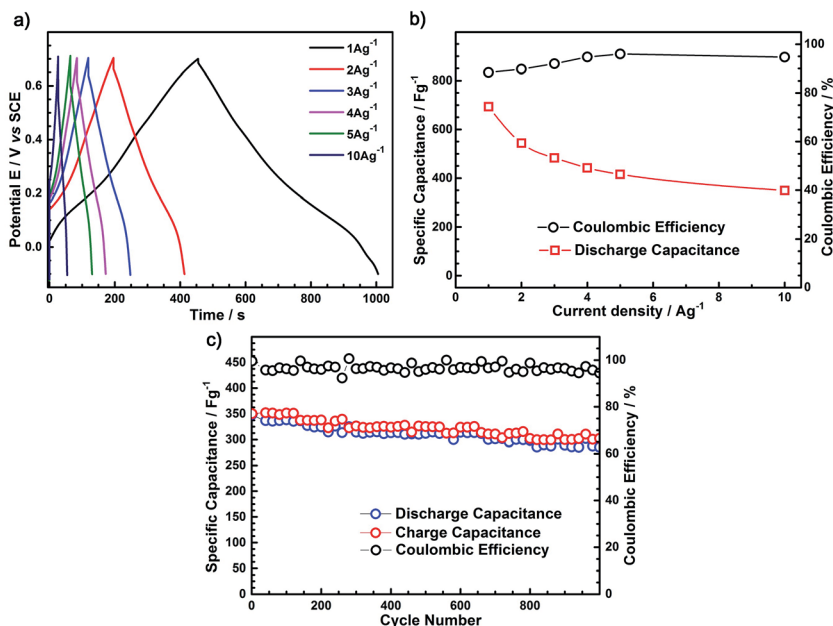 a)
Potential E / V vs SCE
0.6
0.4
0.2
0.0
0
200
400
600
800
1000
Time / s
1Ag⁻¹
2Ag⁻¹
3Ag⁻¹
4Ag⁻¹
5Ag⁻¹
10Ag⁻¹
b)
Specific Capacitance / Fg⁻¹
800
600
400
200
0
0
2
4
6
8
10
Current density / Ag⁻¹
100
80
60
40
20
0
Coulombic Efficiency / %
Coulombic Efficiency
Discharge Capacitance
c)
Specific Capacitance / Fg⁻¹
450
400
350
300
250
200
150
100
50
0
0
200
400
600
800
Cycle Number
100
80
60
40
20
0
Coulombic Efficiency / %
Discharge Capacitance
Charge Capacitance
Coulombic Efficiency